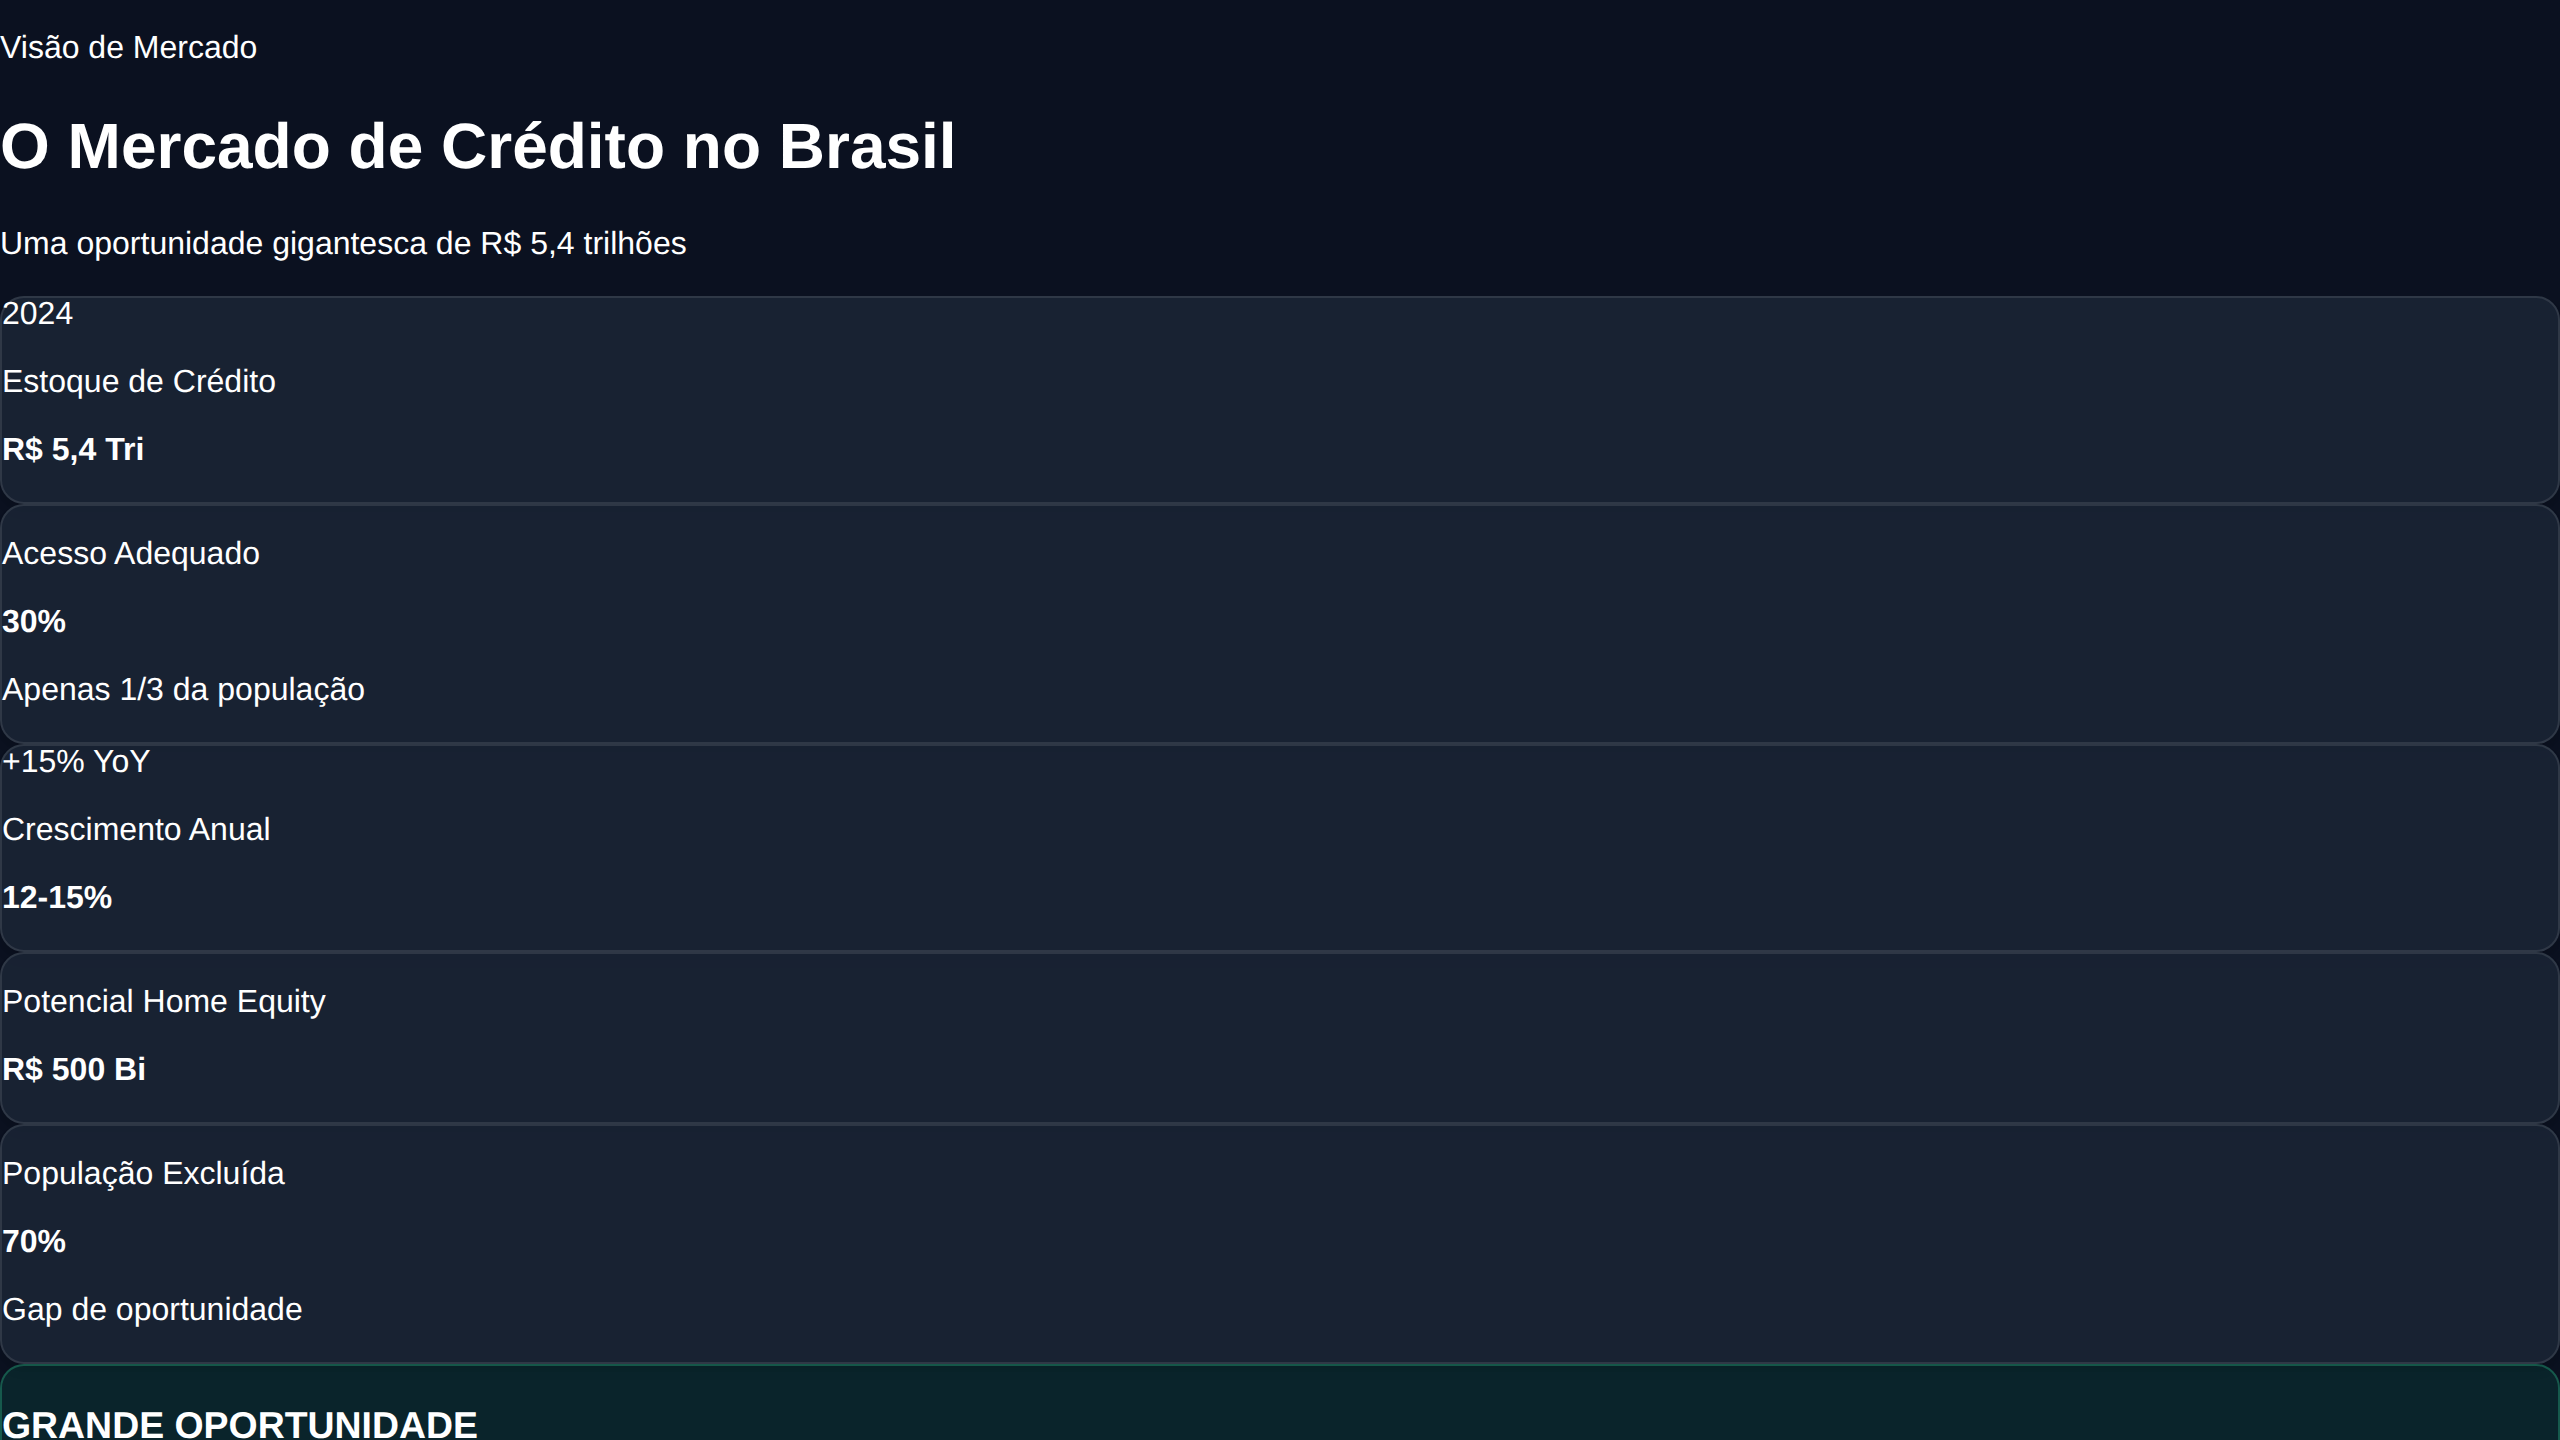 Visão de Mercado
O Mercado de Crédito no Brasil
Uma oportunidade gigantesca de R$ 5,4 trilhões
2024
Estoque de Crédito
R$ 5,4 Tri
Acesso Adequado
30%
Apenas 1/3 da população
+15% YoY
Crescimento Anual
12-15%
Potencial Home Equity
R$ 500 Bi
População Excluída
70%
Gap de oportunidade
GRANDE OPORTUNIDADE